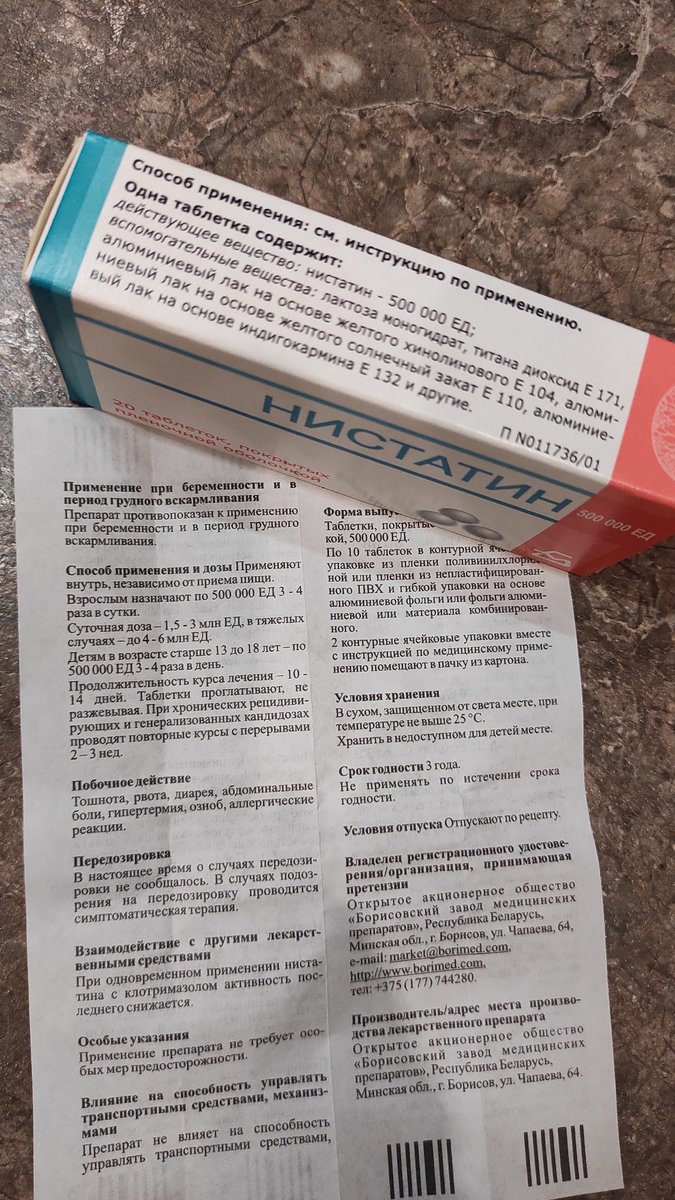 Способ применения: см. инструкцию по применению.
Одна таблетка содержит:
действующее вещество: нистатин - 500 000 ЕД;
вспомогательные вещества: лактоза моногидрат, титана диоксид Е 171,
алюминиевый лак на основе желтого хинолинового Е 104, алюми-
ниевый лак на основе желтого солнечный закат Е 110, алюминие-
вый лак на основе индигокармина Е 132 и другие.
П N011736/01
НИСТАТИН
500 000 ЕД
20 таблеток, покрытых
пленочной оболочкой
Применение при беременности и в
период грудного вскармливания
Препарат противопоказан к применению
при беременности и в период грудного
вскармливания.
Способ применения и дозы Применяют
внутрь, независимо от приема пищи.
Взрослым назначают по 500 000 ЕД 3 - 4
раза в сутки.
Суточная доза – 1,5 - 3 млн ЕД, в тяжелых
случаях – до 4 - 6 млн ЕД.
Детям в возрасте старше 13 до 18 лет – по
500 000 ЕД 3 - 4 раза в день.
Продолжительность курса лечения – 10 -
14 дней. Таблетки проглатывают, не
разжевывая. При хронических рецидиви-
рующих и генерализованных кандидозах
проводят повторные курсы с перерывами
2 – 3 нед.
Побочное действие
Тошнота, рвота, диарея, абдоминальные
боли, гипертермия, озноб, аллергические
реакции.
Передозировка
В настоящее время о случаях передози-
ровки не сообщалось. В случаях подоз-
рения на передозировку проводится
симптоматическая терапия.
Взаимодействие с другими лекарст-
венными средствами
При одновременном применении ниста-
тина с клотримазолом активность пос-
леднего снижается.
Особые указания
Применение препарата не требует осо-
бых мер предосторожности.
Влияние на способность управлять
транспортными средствами, механиз-
мами
Препарат не влияет на способность
управлять транспортными средствами,
Форма выпус
Таблетки, покрытые
кой, 500 000 ЕД.
По 10 таблеток в контурной яче
упаковке из пленки поливинилхлорид-
ной или пленки из непластифицирован-
ного ПВХ и гибкой упаковки на основе
алюминиевой фольги или фольги алюми-
ниевой или материала комбинирован-
ного.
2 контурные ячейковые упаковки вместе
с инструкцией по медицинскому приме-
нению помещают в пачку из картона.
Условия хранения
В сухом, защищенном от света месте, при
температуре не выше 25 °С.
Хранить в недоступном для детей месте.
Срок годности 3 года.
Не применять по истечении срока
годности.
Условия отпуска Отпускают по рецепту.
Владелец регистрационного удостове-
рения/организация, принимающая
претензии
Открытое акционерное общество
«Борисовский завод медицинских
препаратов», Республика Беларусь,
Минская обл., г. Борисов, ул. Чапаева, 64,
e-mail: market@borimed.com,
http://www.borimed.com,
тел: +375 (177) 744280.
Производитель/адрес места произво-
дства лекарственного препарата
Открытое акционерное общество
«Борисовский завод медицинских
препаратов», Республика Беларусь,
Минская обл., г. Борисов, ул. Чапаева, 64.